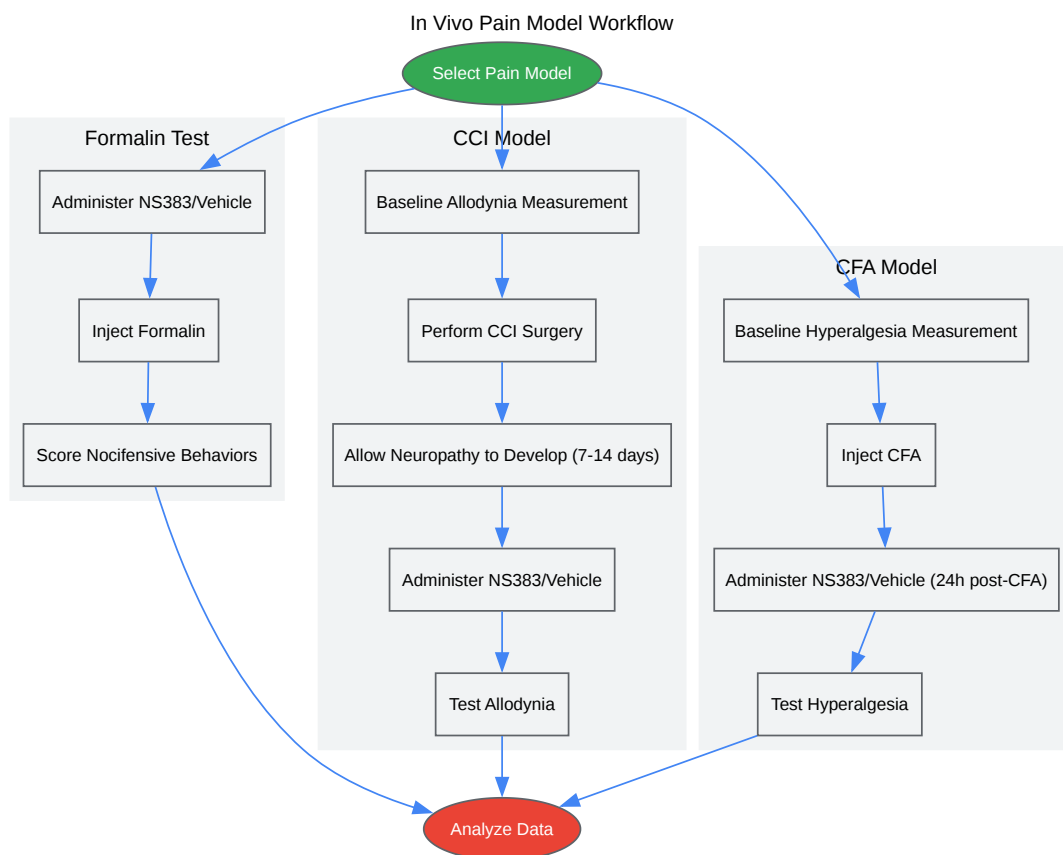 In Vivo Pain Model Workflow
Select Pain Model
Formalin Test
Administer NS383/Vehicle
Inject Formalin
Score Nocifensive Behaviors
CCI Model
Baseline Allodynia Measurement
Perform CCI Surgery
Allow Neuropathy to Develop (7-14 days)
Administer NS383/Vehicle
Test Allodynia
CFA Model
Baseline Hyperalgesia Measurement
Inject CFA
Administer NS383/Vehicle (24h post-CFA)
Test Hyperalgesia
Analyze Data